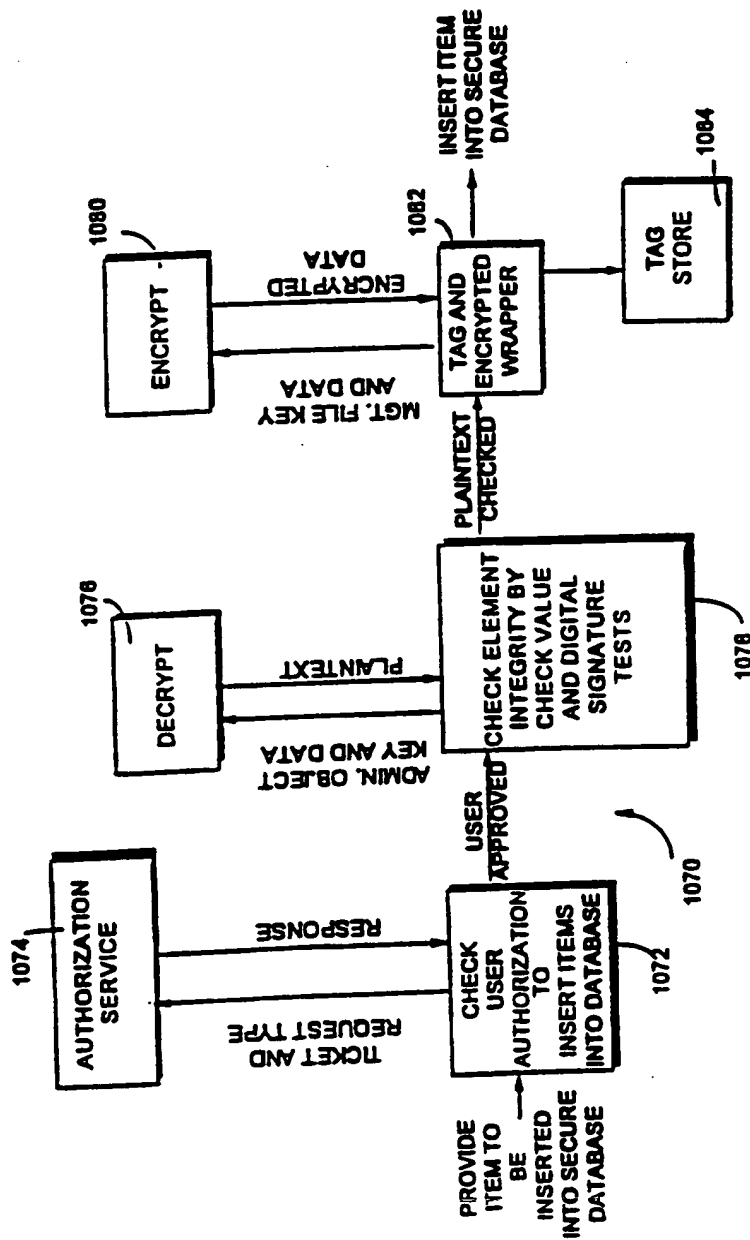 PROVIDE
ITEM TO
BE
INSERTED
INTO SECURE
DATABASE
CHECK
USER
AUTHORIZATION
TO
INSERT ITEMS
INTO DATABASE
1072
TICKET AND
REQUEST TYPE
RESPONSE
AUTHORIZATION
SERVICE
1074
USER
APPROVED
1070
CHECK ELEMENT
INTEGRITY BY
CHECK VALUE
AND DIGITAL
SIGNATURE
TESTS
1078
ADMIN. OBJECT
KEY AND DATA
PLAINTEXT
DECRYPT
1076
PLAINTEXT
CHECKED
TAG AND
ENCRYPTED
WRAPPER
1082
MGT. FILE KEY
AND DATA
ENCRYPTED
DATA
ENCRYPT
1080
INSERT ITEM
INTO SECURE
DATABASE
TAG
STORE
1084